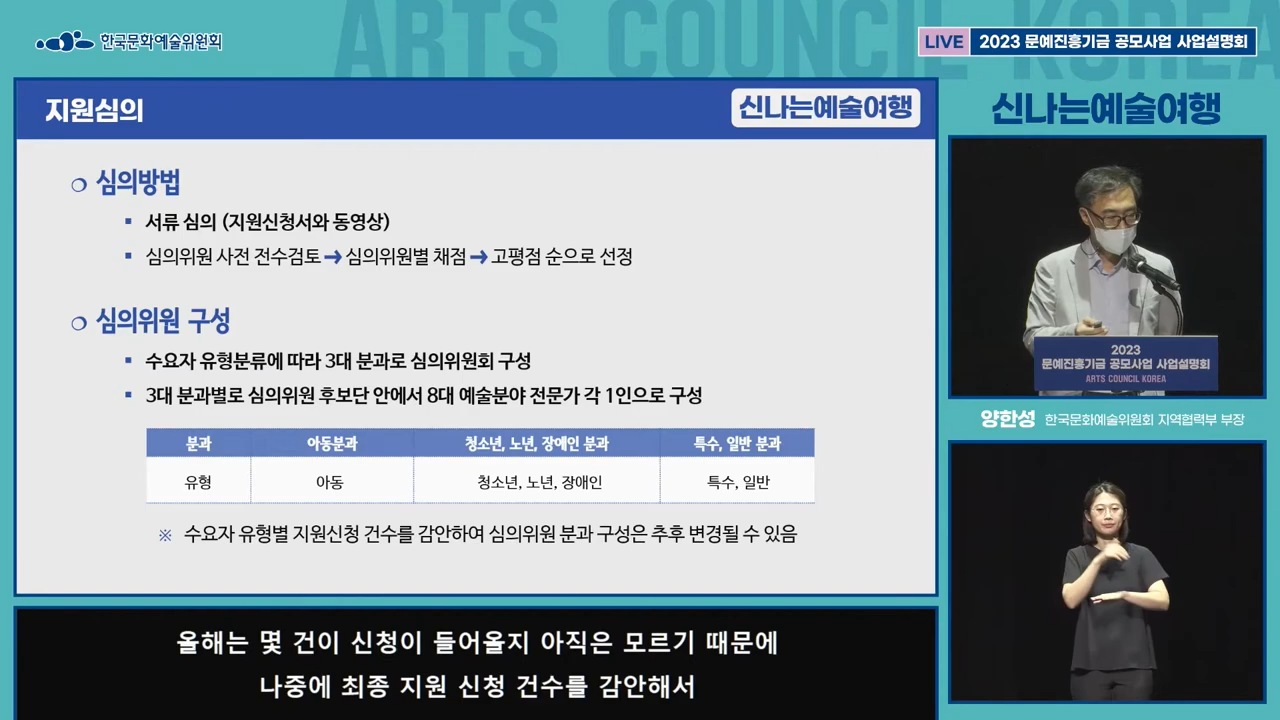 ARTS COUNCIL KOREA
한국문화예술위원회
LIVE 2023 문예진흥기금 공모사업 사업설명회
지원심의
신나는예술여행
심의방법
서류 심의 (지원신청서와 동영상)
심의위원 사전 전수검토 → 심의위원별 채점 → 고평점 순으로 선정
심의위원 구성
수요자 유형분류에 따라 3대 분과로 심의위원회 구성
3대 분과별로 심의위원 후보단 안에서 8대 예술분야 전문가 각 1인으로 구성
분과 아동분과 청소년, 노년, 장애인 분과 특수, 일반 분과
유형 아동 청소년, 노년, 장애인 특수, 일반
※ 수요자 유형별 지원신청 건수를 감안하여 심의위원 분과 구성은 추후 변경될 수 있음
올해는 몇 건이 신청이 들어올지 아직은 모르기 때문에
나중에 최종 지원 신청 건수를 감안해서
신나는예술여행
2023
문예진흥기금 공모사업 사업설명회
ARTS COUNCIL KOREA
양한성 한국문화예술위원회 지역협력부 부장